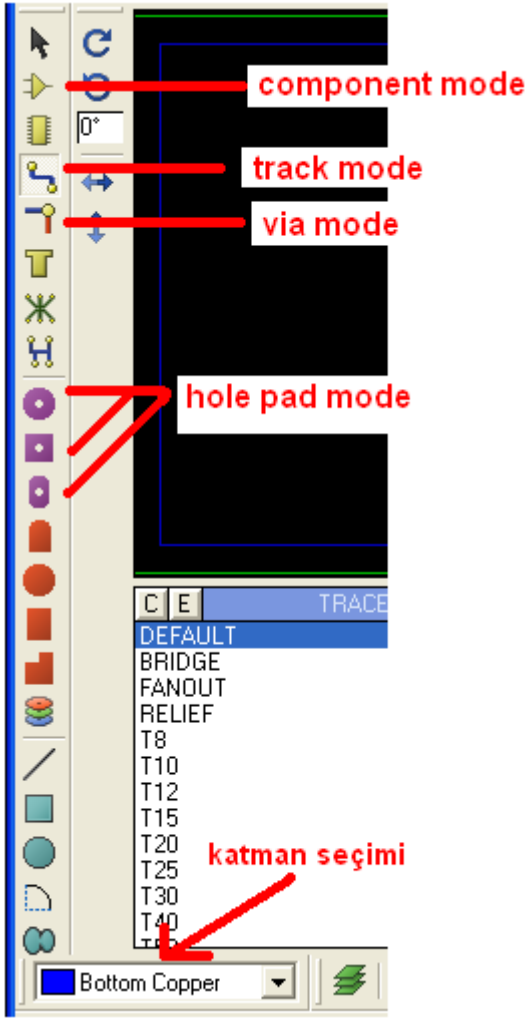 component mode
0°
track mode
via mode
hole pad mode
C E TRACE
DEFAULT
BRIDGE
FANOUT
RELIEF
T8
T10
T12
T15
T20
katman seçimi
T25
T30
T40
Bottom Copper